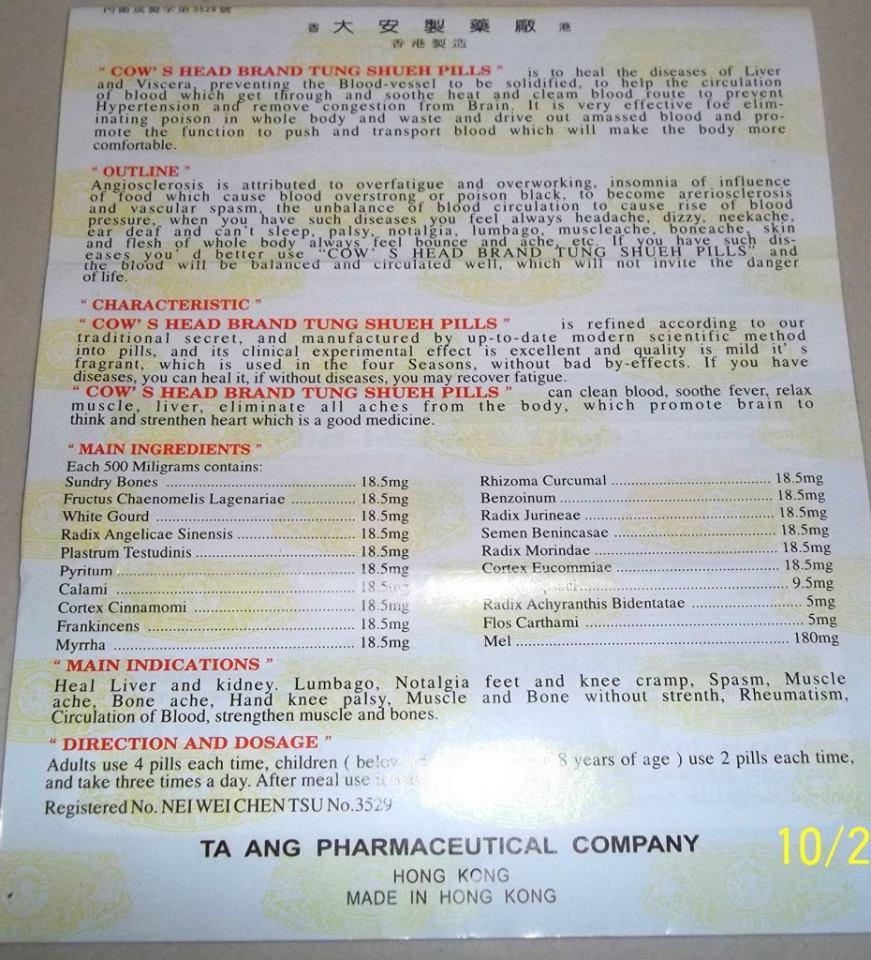 內衛成製字第3529號
香 大安製藥廠 港
香港製造
“ COW’ S HEAD BRAND TUNG SHUEH PILLS ” is to heal the diseases of Liver
and Viscera, preventing the Blood-vessel to be solidified, to help the circulation
of blood which get through and soothe heat and cleam blood route to prevent
Hypertension and remove congestion from Brain. It is very effective foe elim-
inating poison in whole body and waste and drive out amassed blood and pro-
mote the function to push and transport blood which will make the body more
comfortable.
“ OUTLINE ”
Angiosclerosis is attributed to overfatigue and overworking, insomnia of influence
of food which cause blood overstrong or poison black, to become areriosclerosis
and vascular spasm, the unbalance of blood circulation to cause rise of blood
pressure, when you have such diseases you feel always headache, dizzy, neekache,
ear deaf and can't sleep, palsy, notalgia, lumbago, muscleache, boneache, skin
and flesh of whole body always feel bounce and ache, etc. If you have such dis-
eases you' d better use “COW’ S HEAD BRAND TUNG SHUEH PILLS” and
the blood will be balanced and circulated well, which will not invite the danger
of life.
“ CHARACTERISTIC ”
“ COW’ S HEAD BRAND TUNG SHUEH PILLS ” is refined according to our
traditional secret, and manufactured by up-to-date modern scientific method
into pills, and its clinical experimental effect is excellent and quality is mild it’ s
fragrant, which is used in the four Seasons, without bad by-effects. If you have
diseases, you can heal it, if without diseases, you may recover fatigue.
“ COW’ S HEAD BRAND TUNG SHUEH PILLS ” can clean blood, soothe fever, relax
muscle, liver, eliminate all aches from the body, which promote brain to
think and strenthen heart which is a good medicine.
“ MAIN INGREDIENTS ”
Each 500 Miligrams contains:
Sundry Bones 18.5mg
Fructus Chaenomelis Lagenariae 18.5mg
White Gourd 18.5mg
Radix Angelicae Sinensis 18.5mg
Plastrum Testudinis 18.5mg
Pyritum 18.5mg
Calami 18.5mg
Cortex Cinnamomi 18.5mg
Frankincens 18.5mg
Myrrha 18.5mg
Rhizoma Curcumal 18.5mg
Benzoinum 18.5mg
Radix Jurineae 18.5mg
Semen Benincasae 18.5mg
Radix Morindae 18.5mg
Cortex Eucommiae 18.5mg
9.5mg
Radix Achyranthis Bidentatae 5mg
Flos Carthami 5mg
Mel 180mg
“ MAIN INDICATIONS ”
Heal Liver and kidney. Lumbago, Notalgia feet and knee cramp, Spasm, Muscle
ache, Bone ache, Hand knee palsy, Muscle and Bone without strenth, Rheumatism,
Circulation of Blood, strengthen muscle and bones.
“ DIRECTION AND DOSAGE ”
Adults use 4 pills each time, children ( below 8 years of age ) use 2 pills each time,
and take three times a day. After meal use
Registered No. NEI WEI CHEN TSU No.3529
TA ANG PHARMACEUTICAL COMPANY
HONG KONG
MADE IN HONG KONG
10/2